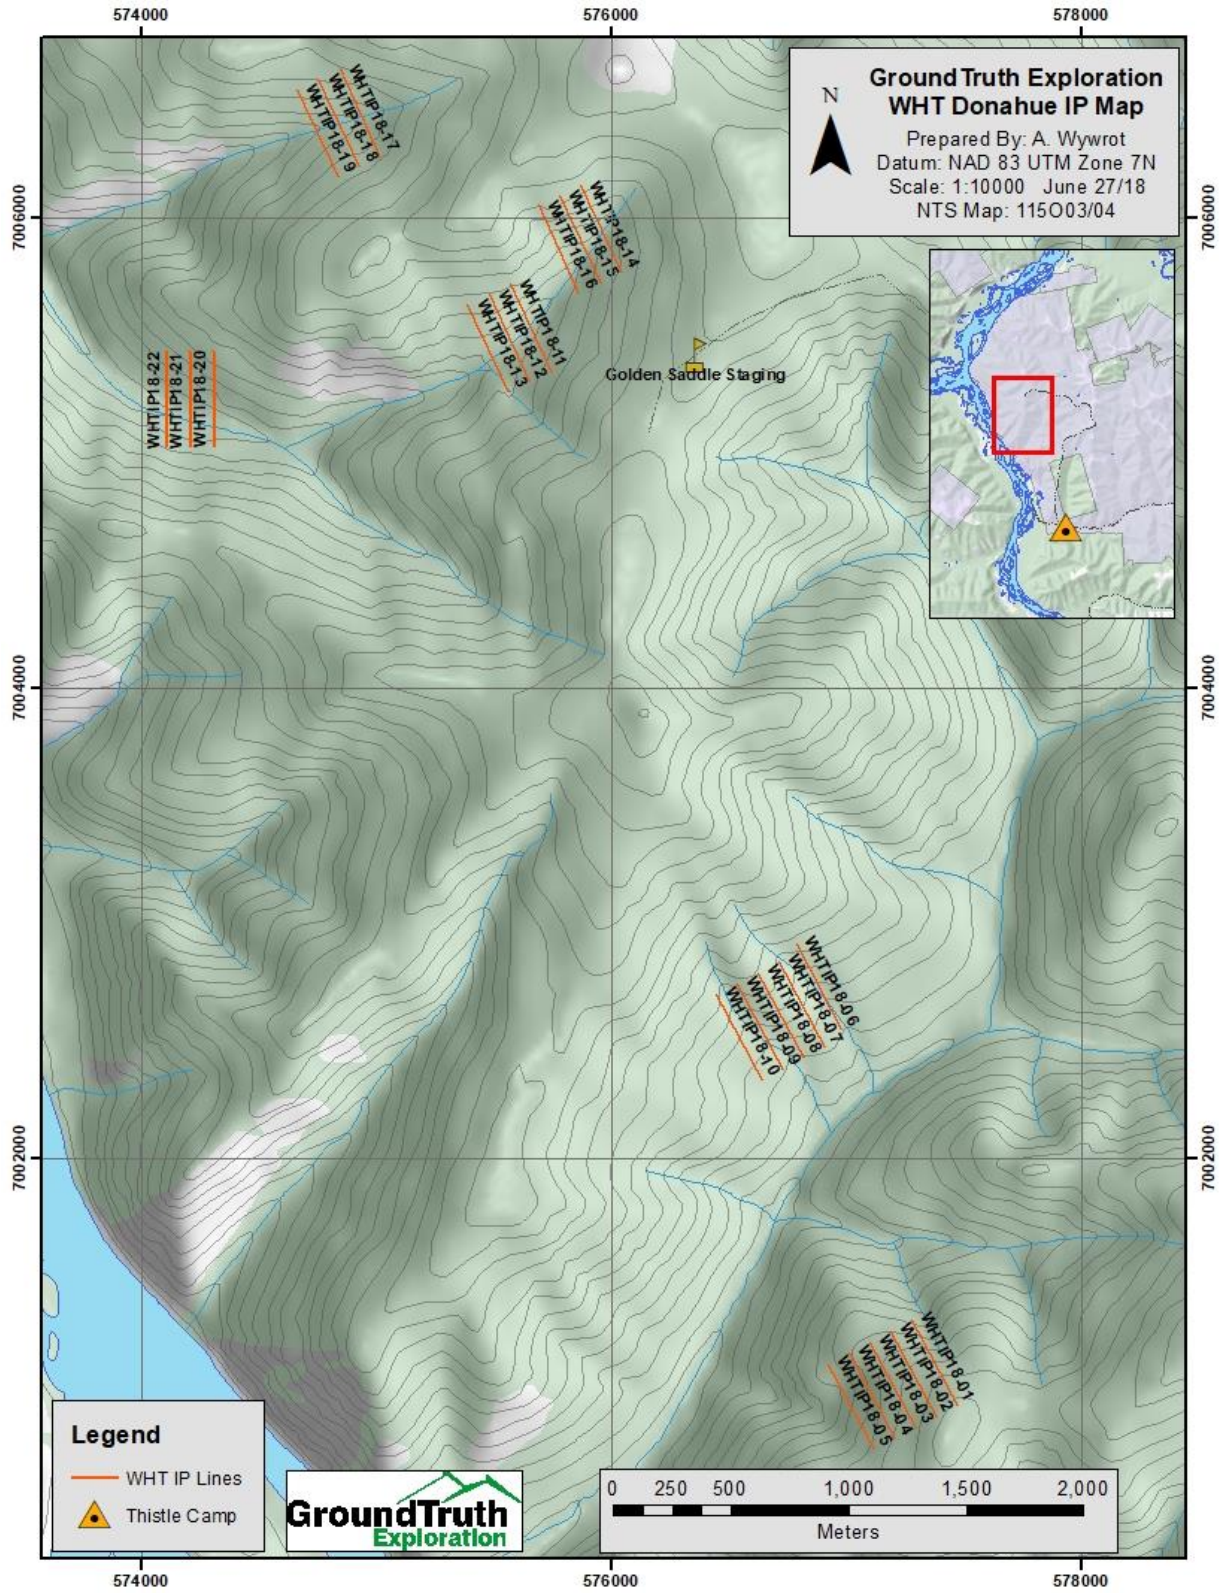 574000
576000
578000
GroundTruth Exploration
WHT Donahue IP Map
N
Prepared By: A. Wywrot
Datum: NAD 83 UTM Zone 7N
Scale: 1:10000 June 27/18
NTS Map: 115O03/04
WHTIP18-17
WHTIP18-18
WHTIP18-19
7006000
7006000
WHTIP18-14
WHTIP18-15
WHTIP18-16
WHTIP18-11
WHTIP18-12
WHTIP18-13
WHTIP18-22
WHTIP18-21
WHTIP18-20
Golden Saddle Staging
7004000
7004000
WHTIP18-06
WHTIP18-07
WHTIP18-08
WHTIP18-09
WHTIP18-10
7002000
7002000
WHTIP18-01
WHTIP18-02
WHTIP18-03
WHTIP18-04
WHTIP18-05
Legend
WHT IP Lines
Thistle Camp
GroundTruth
Exploration
0 250 500 1,000 1,500 2,000
Meters
574000
576000
578000